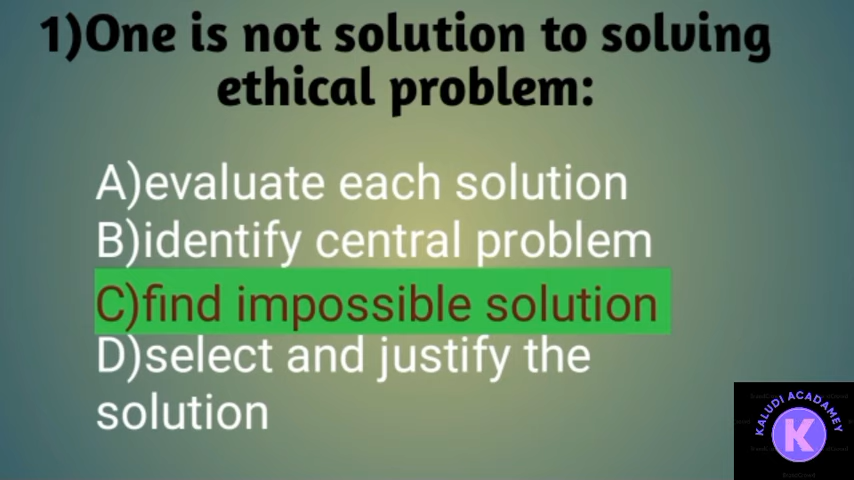 1)One is not solution to solving
ethical problem:
A)evaluate each solution
B)identify central problem
C)find impossible solution
D)select and justify the
solution
KALUDI ACADAMEY
K